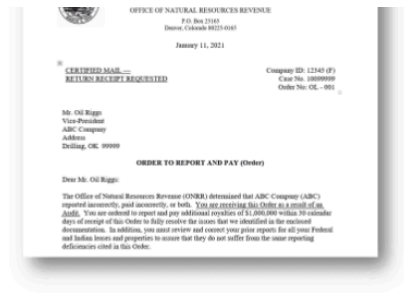 OFFICE OF NATURAL RESOURCES REVENUE
P.O. Box 25165
Denver, Colorado 80225-0165
January 11, 2021
CERTIFIED MAIL —
RETURN RECEIPT REQUESTED
Company ID: 12345 (F)
Case No. 10099999
Order No: OL - 001
Mr. Oil Riggs
Vice-President
ABC Company
Address
Drilling, OK 99999
ORDER TO REPORT AND PAY (Order)
Dear Mr. Oil Riggs:
The Office of Natural Resources Revenue (ONRR) determined that ABC Company (ABC)
reported incorrectly, paid incorrectly, or both. You are receiving this Order as a result of an
Audit. You are ordered to report and pay additional royalties of $1,000,000 within 30 calendar
days of receipt of this Order to fully resolve the issues that we identified in the enclosed
documentation. In addition, you must review and correct your prior reports for all your Federal
and Indian leases and properties to assure that they do not suffer from the same reporting
deficiencies cited in this Order.